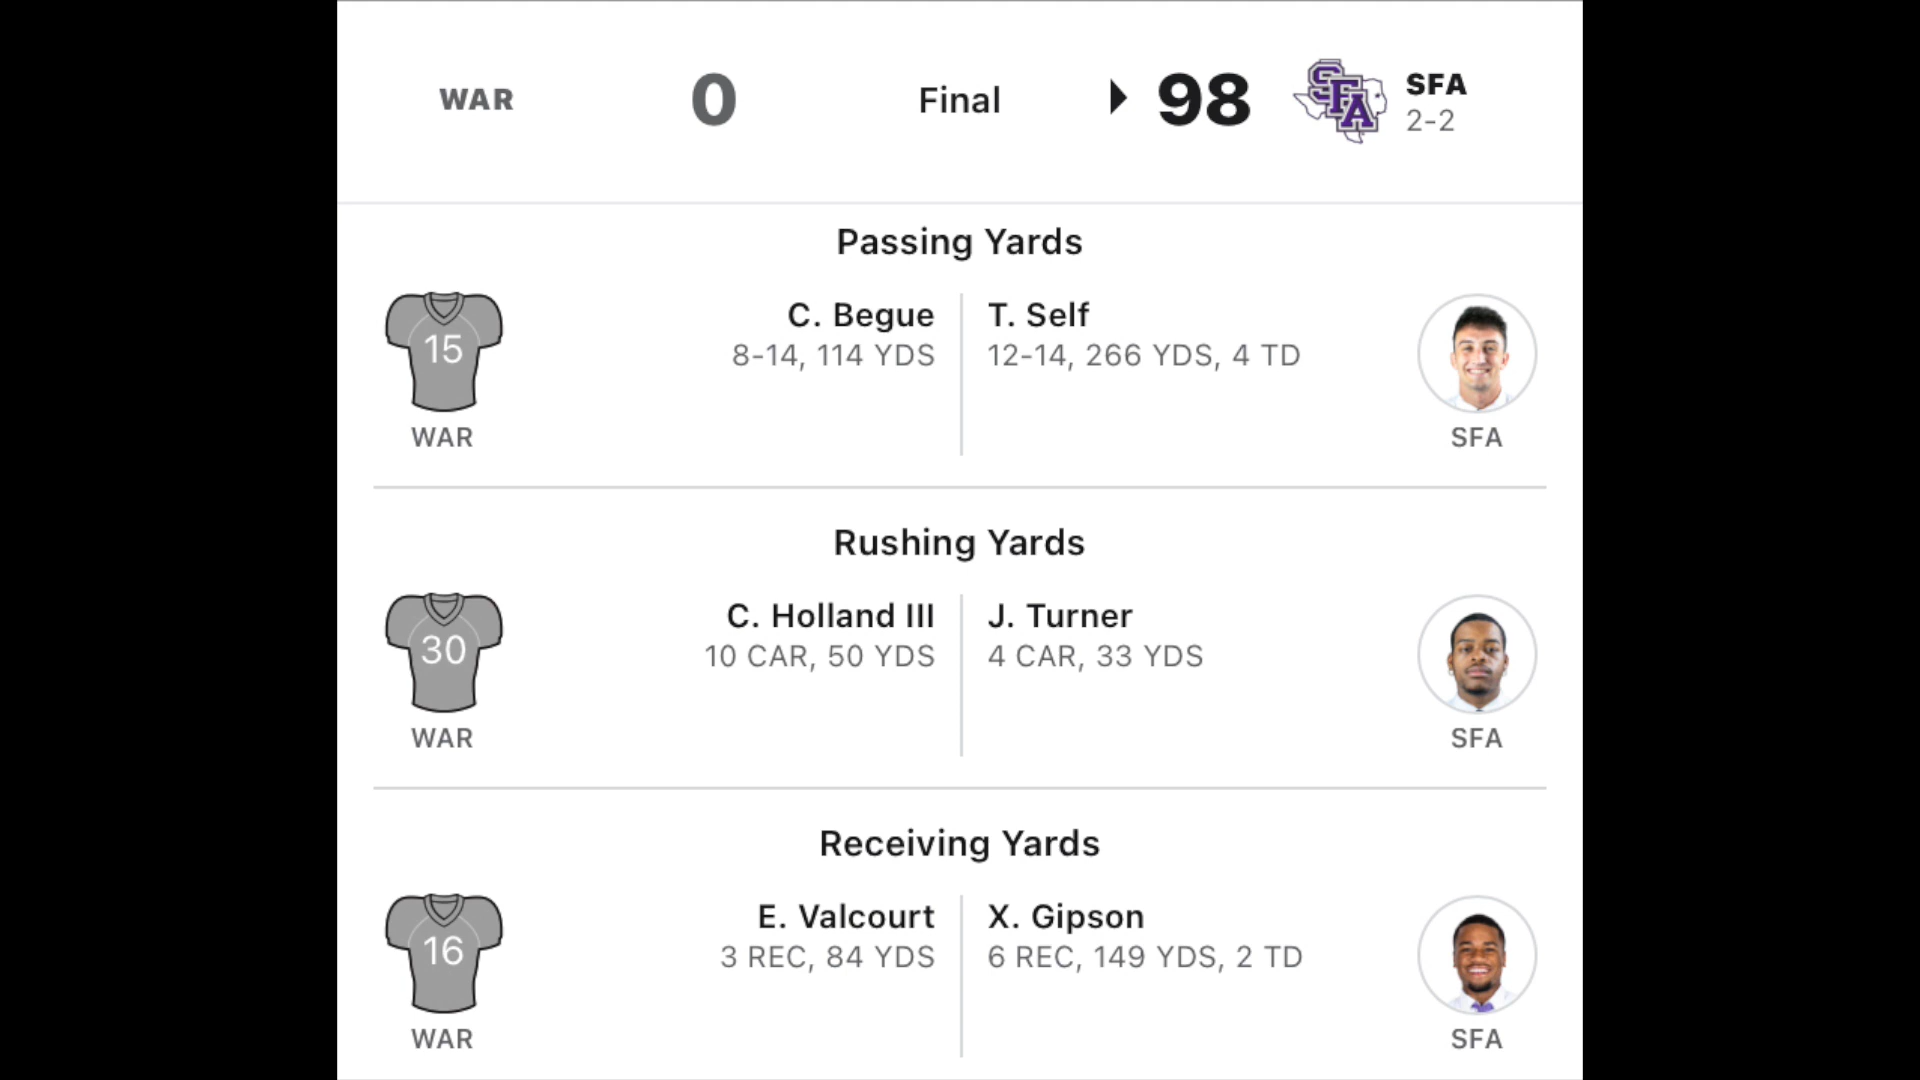 WAR 0 Final 98 SFA
SFA 2-2
Passing Yards
15
WAR
C. Begue
8-14, 114 YDS
T. Self
12-14, 266 YDS, 4 TD
SFA
Rushing Yards
30
WAR
C. Holland III
10 CAR, 50 YDS
J. Turner
4 CAR, 33 YDS
SFA
Receiving Yards
16
WAR
E. Valcourt
3 REC, 84 YDS
X. Gipson
6 REC, 149 YDS, 2 TD
SFA